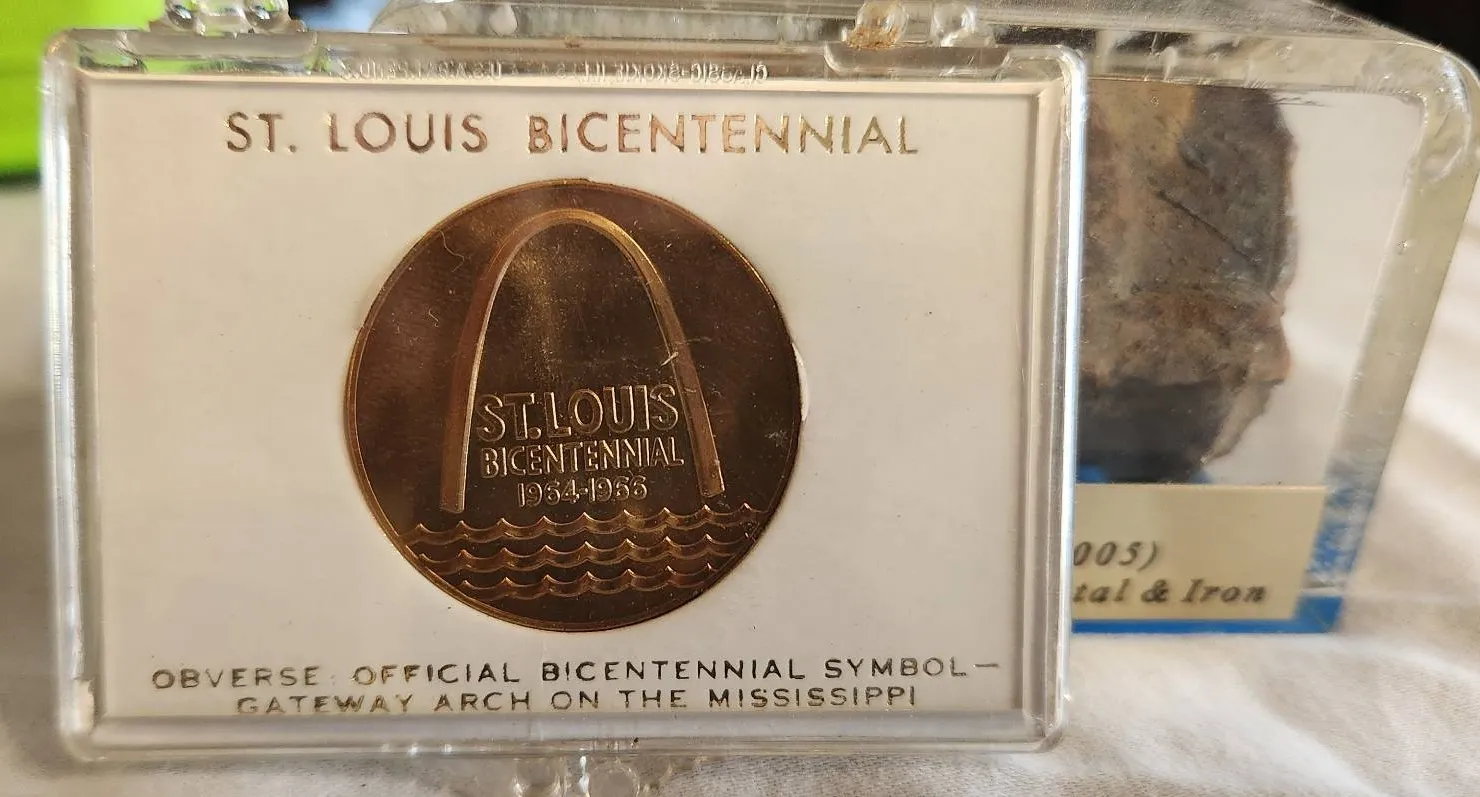 ST. LOUIS BICENTENNIAL
ST. LOUIS
BICENTENNIAL
1964-1966
OBVERSE: OFFICIAL BICENTENNIAL SYMBOL—
GATEWAY ARCH ON THE MISSISSIPPI
005)
tal & Iron